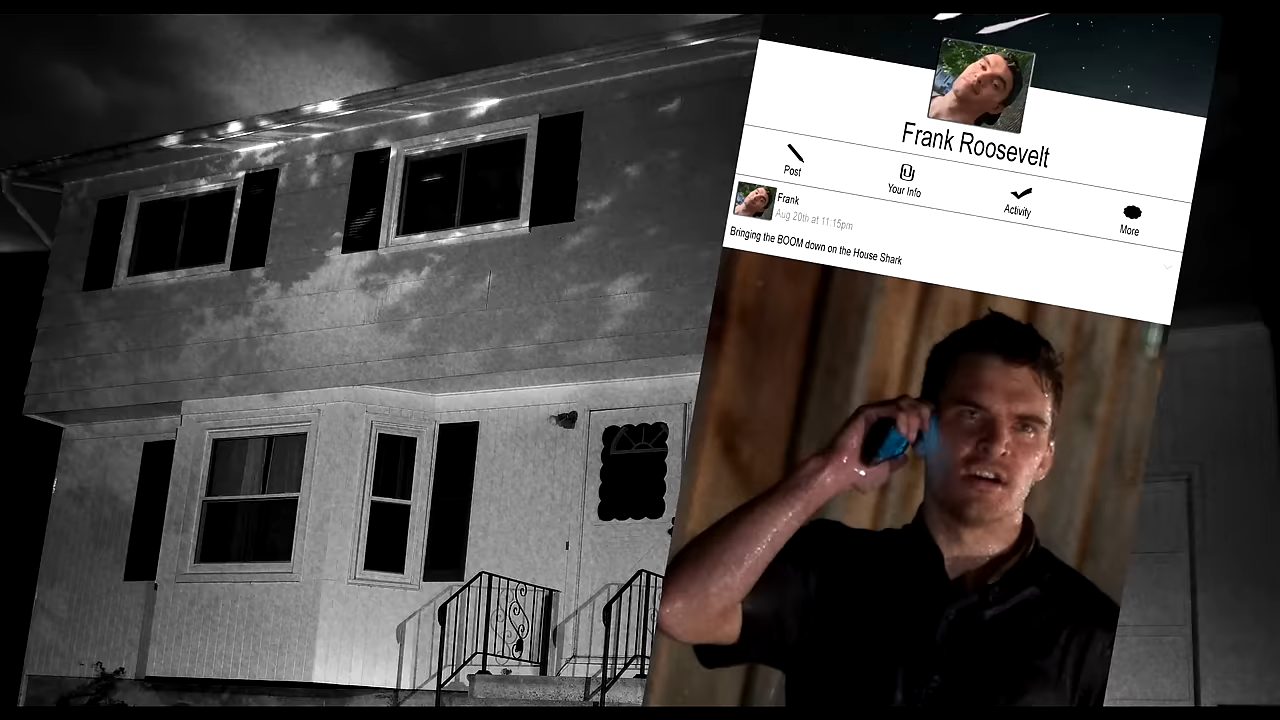 Frank Roosevelt
Post
Your Info
Activity
More
Frank
Aug 20th at 11:15pm
Bringing the BOOM down on the House Shark